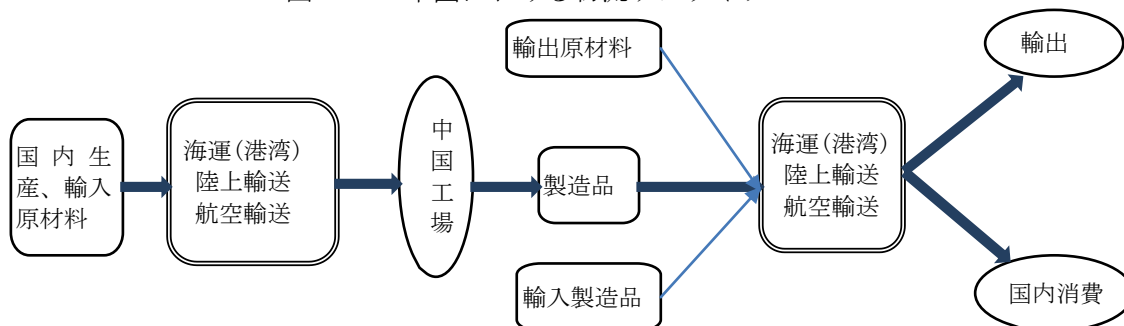 国内生
産、輸入
原材料
海運(港湾)
陸上輸送
航空輸送
中
国
工
場
輸出原材料
製造品
輸入製造品
海運(港湾)
陸上輸送
航空輸送
輸出
国内消費